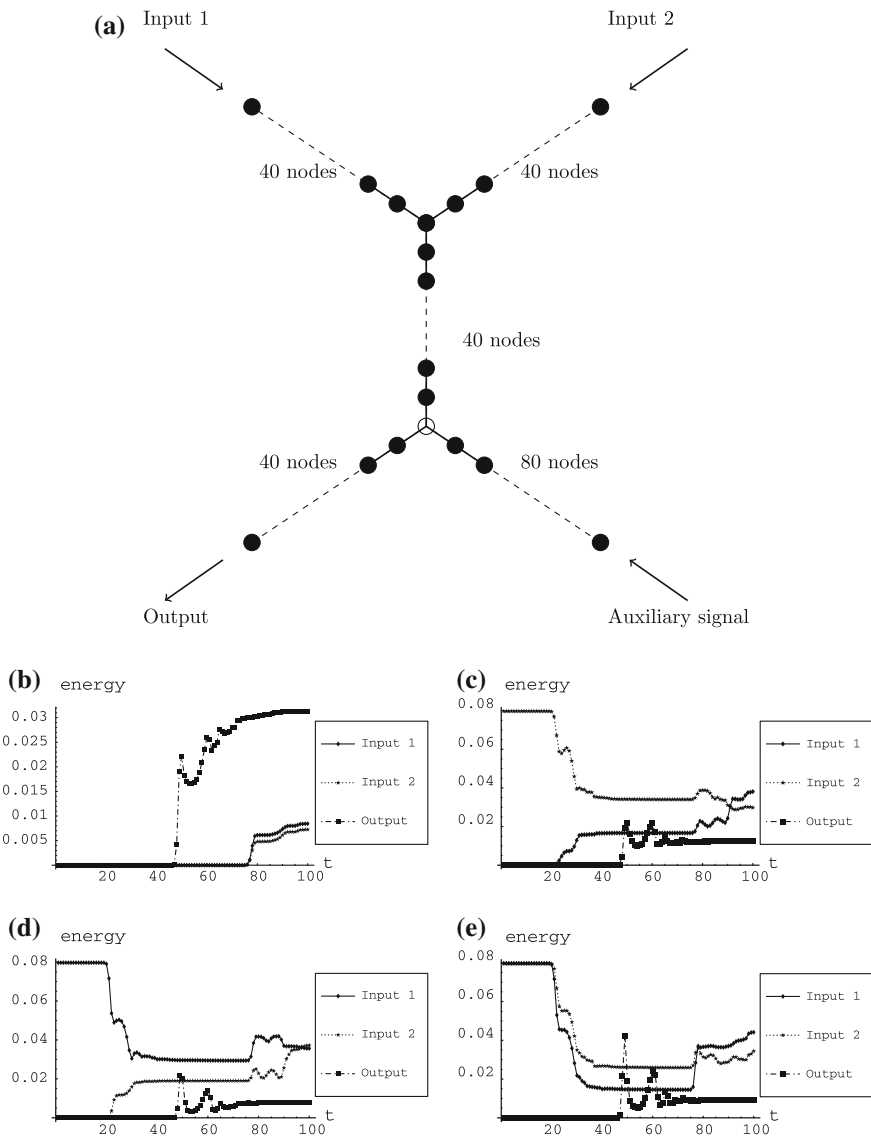 (a)
Input 1
Input 2
40 nodes
40 nodes
40 nodes
40 nodes
80 nodes
Output
Auxiliary signal
(b)
energy
0.03
0.025
0.02
0.015
0.01
0.005
20 40 60 80 100 t
Input 1
Input 2
Output
(c)
energy
0.08
0.06
0.04
0.02
20 40 60 80 100 t
Input 1
Input 2
Output
(d)
energy
0.08
0.06
0.04
0.02
20 40 60 80 100 t
Input 1
Input 2
Output
(e)
energy
0.08
0.06
0.04
0.02
20 40 60 80 100 t
Input 1
Input 2
Output